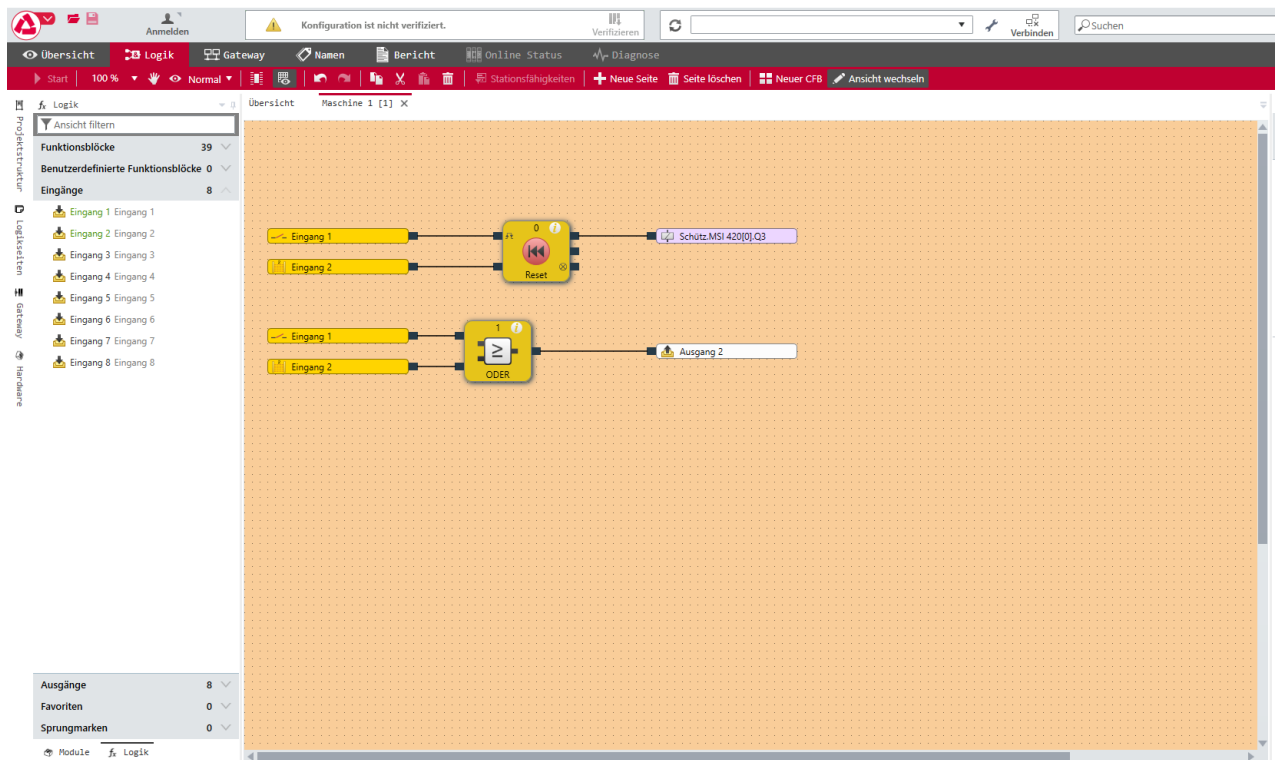 Anmelden
Konfiguration ist nicht verifiziert.
Verifizieren
Verbinden
Suchen
Übersicht Logik Gateway Namen Bericht Online Status Diagnose
Start 100 % Normal Stationsfähigkeiten Neue Seite Seite löschen Neuer CFB Ansicht wechseln
Projektstruktur
Logikseiten
Gateway
Hardware
fx Logik
Ansicht filtern
Funktionsblöcke 39
Benutzerdefinierte Funktionsblöcke 0
Eingänge 8
Eingang 1 Eingang 1
Eingang 2 Eingang 2
Eingang 3 Eingang 3
Eingang 4 Eingang 4
Eingang 5 Eingang 5
Eingang 6 Eingang 6
Eingang 7 Eingang 7
Eingang 8 Eingang 8
Ausgänge 8
Favoriten 0
Sprungmarken 0
Module fx Logik
Übersicht Maschine 1 [1]
0
Eingang 1
Schütz.MSI 420[0].Q3
Eingang 2
Reset
1
Eingang 1
Ausgang 2
Eingang 2
ODER